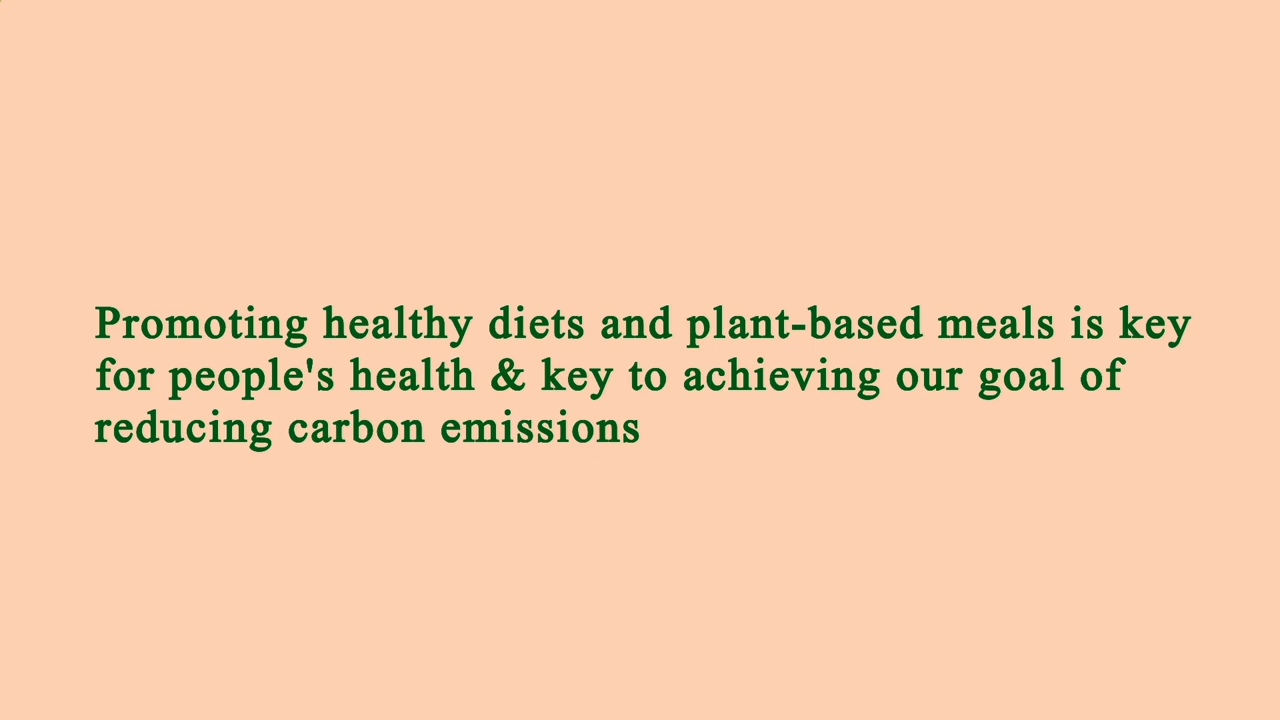 Promoting healthy diets and plant-based meals is key
for people's health & key to achieving our goal of
reducing carbon emissions